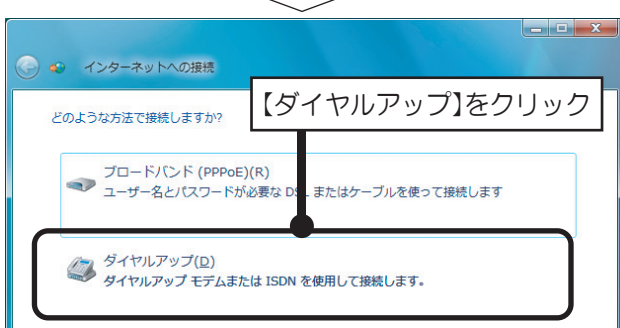 インターネットへの接続
【ダイヤルアップ】をクリック
どのような方法で接続しますか?
ブロードバンド (PPPoE)(R)
ユーザー名とパスワードが必要な DSL またはケーブルを使って接続します
ダイヤルアップ(D)
ダイヤルアップ モデムまたは ISDN を使用して接続します。